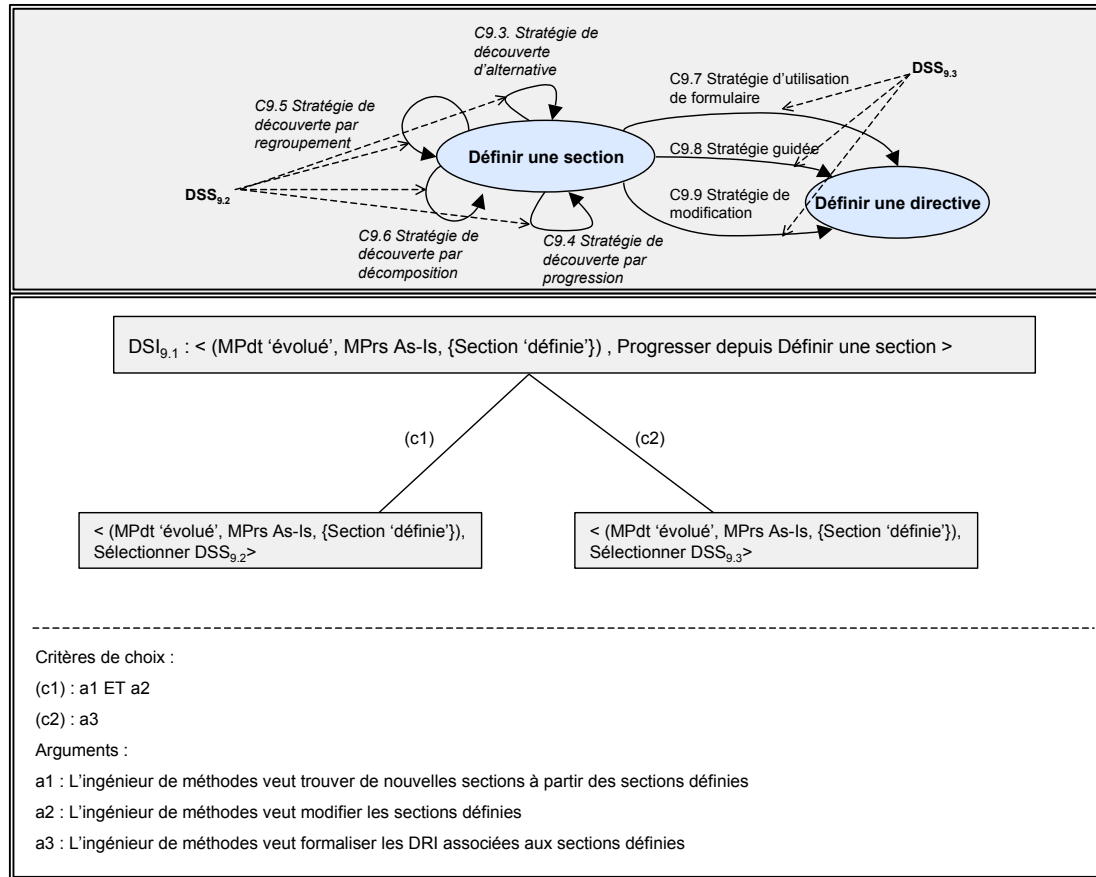 C9.3. Stratégie de
découverte
d'alternative
C9.5 Stratégie de
découverte par
regroupement
DSS9.2
C9.6 Stratégie de
découverte par
décomposition
C9.4 Stratégie de
découverte par
progression
Définir une section
C9.7 Stratégie d'utilisation
de formulaire
C9.8 Stratégie guidée
C9.9 Stratégie de
modification
DSS9.3
Définir une directive
DSI9.1 : < (MPdt 'évolué', MPrs As-Is, {Section 'définie'}) , Progresser depuis Définir une section >
(c1)
(c2)
< (MPdt 'évolué', MPrs As-Is, {Section 'définie'}),
Sélectionner DSS9.2>
< (MPdt 'évolué', MPrs As-Is, {Section 'définie'}),
Sélectionner DSS9.3>
Critères de choix :
(c1) : a1 ET a2
(c2) : a3
Arguments :
a1 : L'ingénieur de méthodes veut trouver de nouvelles sections à partir des sections définies
a2 : L'ingénieur de méthodes veut modifier les sections définies
a3 : L'ingénieur de méthodes veut formaliser les DRI associées aux sections définies